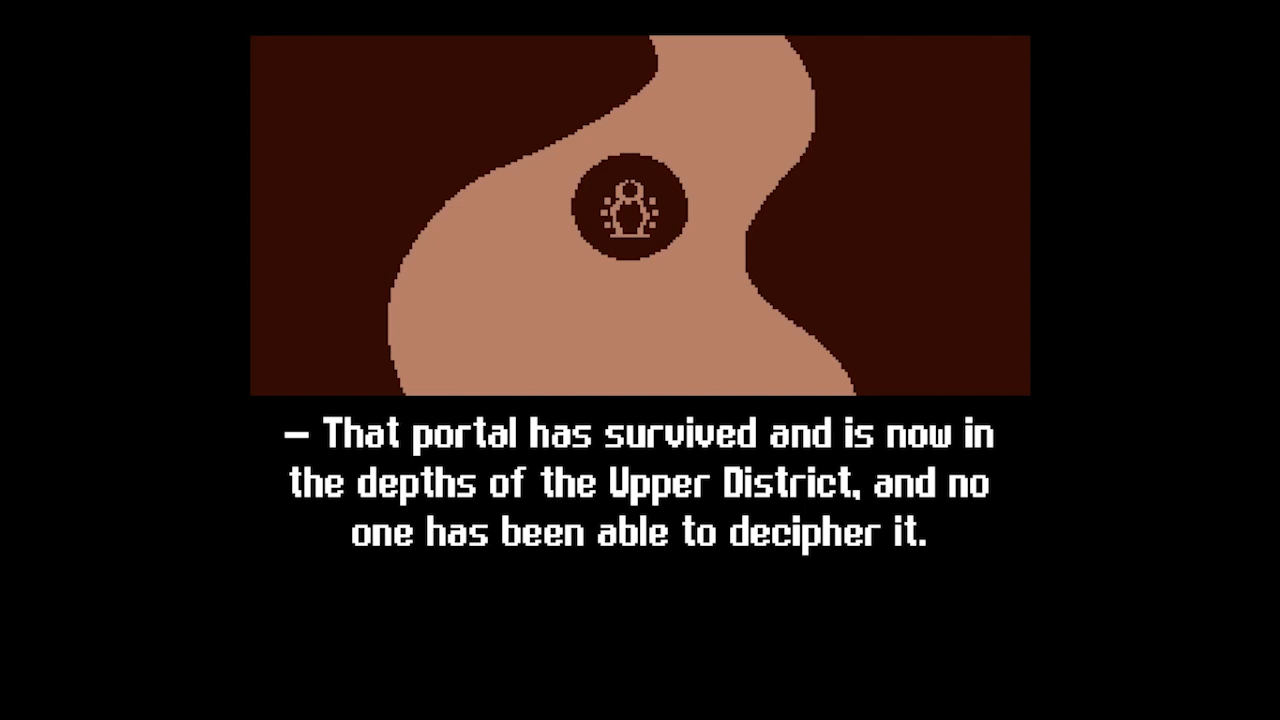 – That portal has survived and is now in
the depths of the Upper District, and no
one has been able to decipher it.